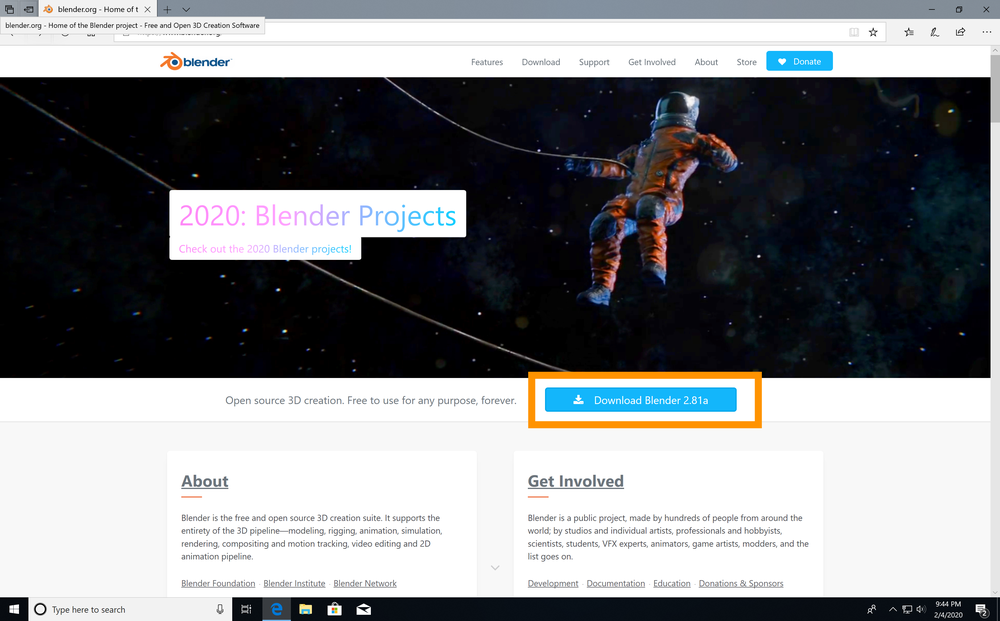 blender.org - Home of t
blender.org - Home of the Blender project - Free and Open 3D Creation Software
blender
Features
Download
Support
Get Involved
About
Store
Donate
2020: Blender Projects
Check out the 2020 Blender projects!
Open source 3D creation. Free to use for any purpose, forever.
Download Blender 2.81a
About
Blender is the free and open source 3D creation suite. It supports the
entirety of the 3D pipeline—modeling, rigging, animation, simulation,
rendering, compositing and motion tracking, video editing and 2D
animation pipeline.
Blender Foundation · Blender Institute · Blender Network
Get Involved
Blender is a public project, made by hundreds of people from around the
world; by studios and individual artists, professionals and hobbyists,
scientists, students, VFX experts, animators, game artists, modders, and the
list goes on.
Development · Documentation · Education · Donations & Sponsors
Type here to search
9:44 PM
2/4/2020
2